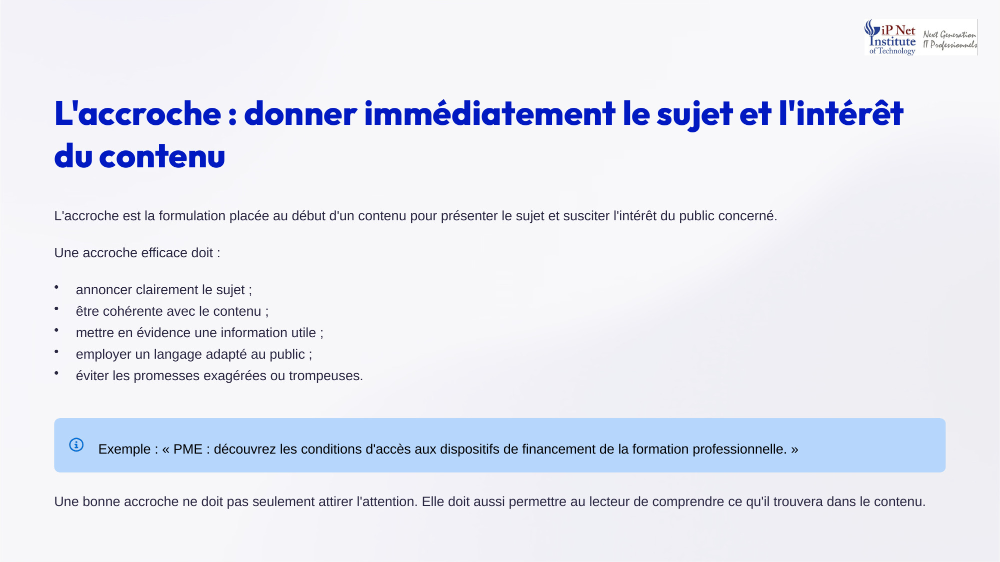 iP Net
Institute
of Technology
Next Generation
IT Professionnels
L'accroche : donner immédiatement le sujet et l'intérêt
du contenu
L'accroche est la formulation placée au début d'un contenu pour présenter le sujet et susciter l'intérêt du public concerné.
Une accroche efficace doit :
• annoncer clairement le sujet ;
• être cohérente avec le contenu ;
• mettre en évidence une information utile ;
• employer un langage adapté au public ;
• éviter les promesses exagérées ou trompeuses.
Exemple : « PME : découvrez les conditions d'accès aux dispositifs de financement de la formation professionnelle. »
Une bonne accroche ne doit pas seulement attirer l'attention. Elle doit aussi permettre au lecteur de comprendre ce qu'il trouvera dans le contenu.